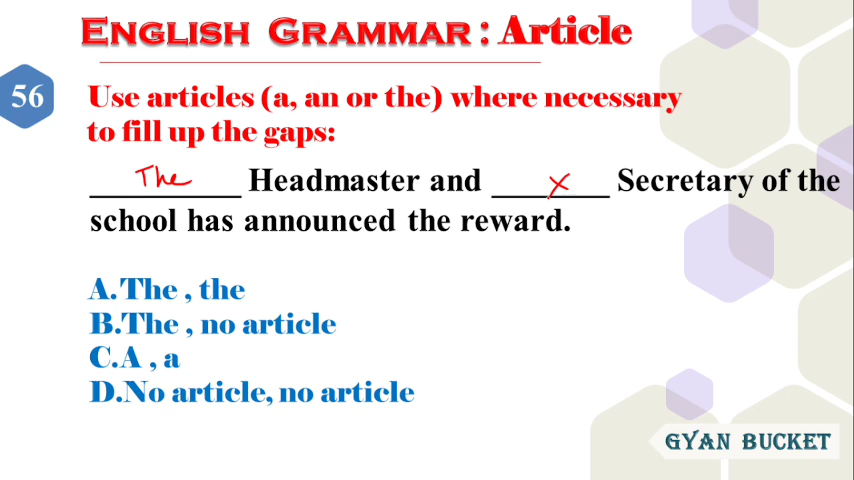 ENGLISH GRAMMAR : Article
56
Use articles (a, an or the) where necessary
to fill up the gaps:
The Headmaster and x Secretary of the
school has announced the reward.
A.The , the
B.The , no article
C.A , a
D.No article, no article
GYAN BUCKET